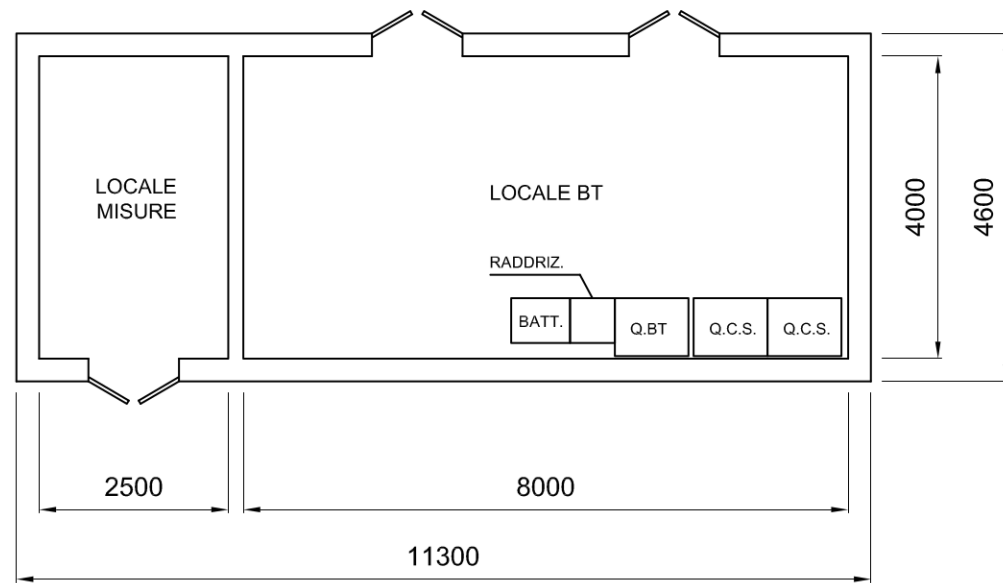 LOCALE
MISURE
LOCALE BT
RADDRIZ.
BATT.
Q.BT
Q.C.S.
Q.C.S.
4000
4600
2500
8000
11300